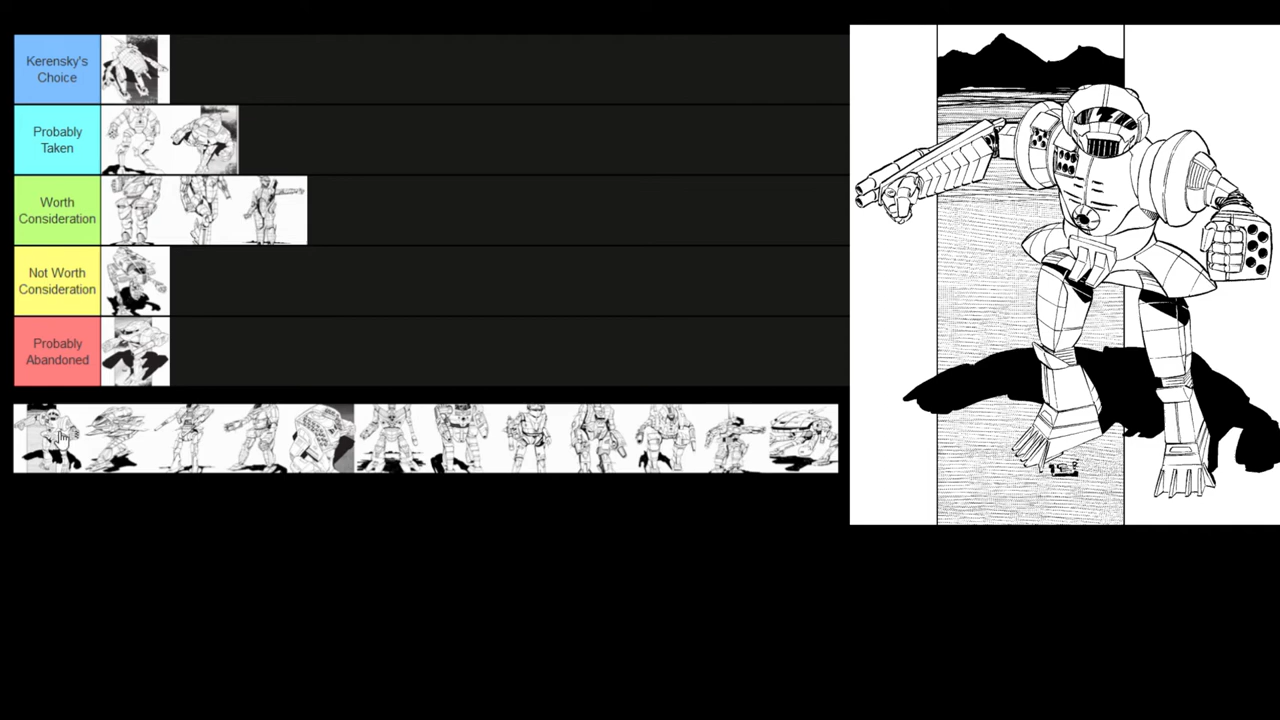 Kerensky's
Choice
Probably
Taken
Worth
Consideration
Not Worth
Consideration
Probably
Abandoned